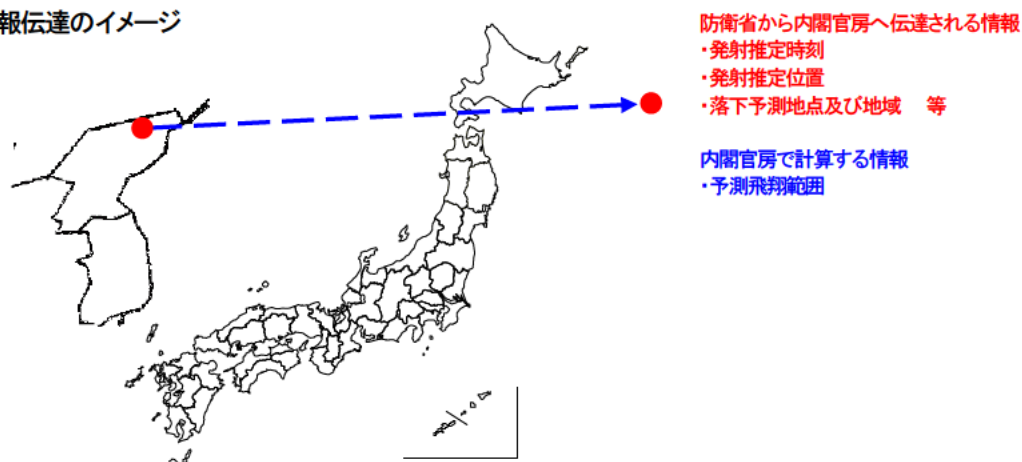 報伝達のイメージ
防衛省から内閣官房へ伝達される情報
・発射推定時刻
・発射推定位置
・落下予測地点及び地域　等
内閣官房で計算する情報
・予測飛翔範囲